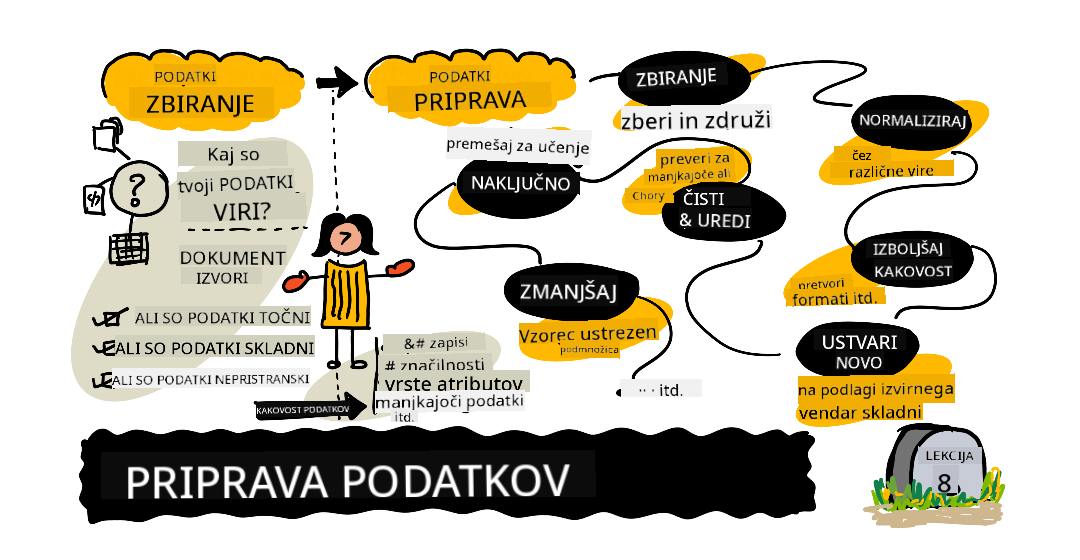 PODATKI
ZBIRANJE
Kaj so
tvoji PODATKI
VIRI?
DOKUMENT
IZVORI
ALI SO PODATKI TOČNI
ALI SO PODATKI SKLADNI
ALI SO PODATKI NEPRISTRANSKI
KAKOVOST PODATKOV
&# zapisi
# značilnosti
vrste atributov
manjkajoči podatki
itd.
PODATKI
PRIPRAVA
ZBIRANJE
zberi in združi
NORMALIZIRAJ
čez
različne vire
premešaj za učenje
NAKLJUČNO
preveri za
manjkajoče ali
Chory
ČISTI
& UREDI
IZBOLJŠAJ
KAKOVOST
pretvori
formati itd.
ZMANJŠAJ
Vzorec ustrezen
podmnožica
... itd.
USTVARI
NOVO
na podlagi izvirnega
vendar skladni
PRIPRAVA PODATKOV
LEKCIJA
8